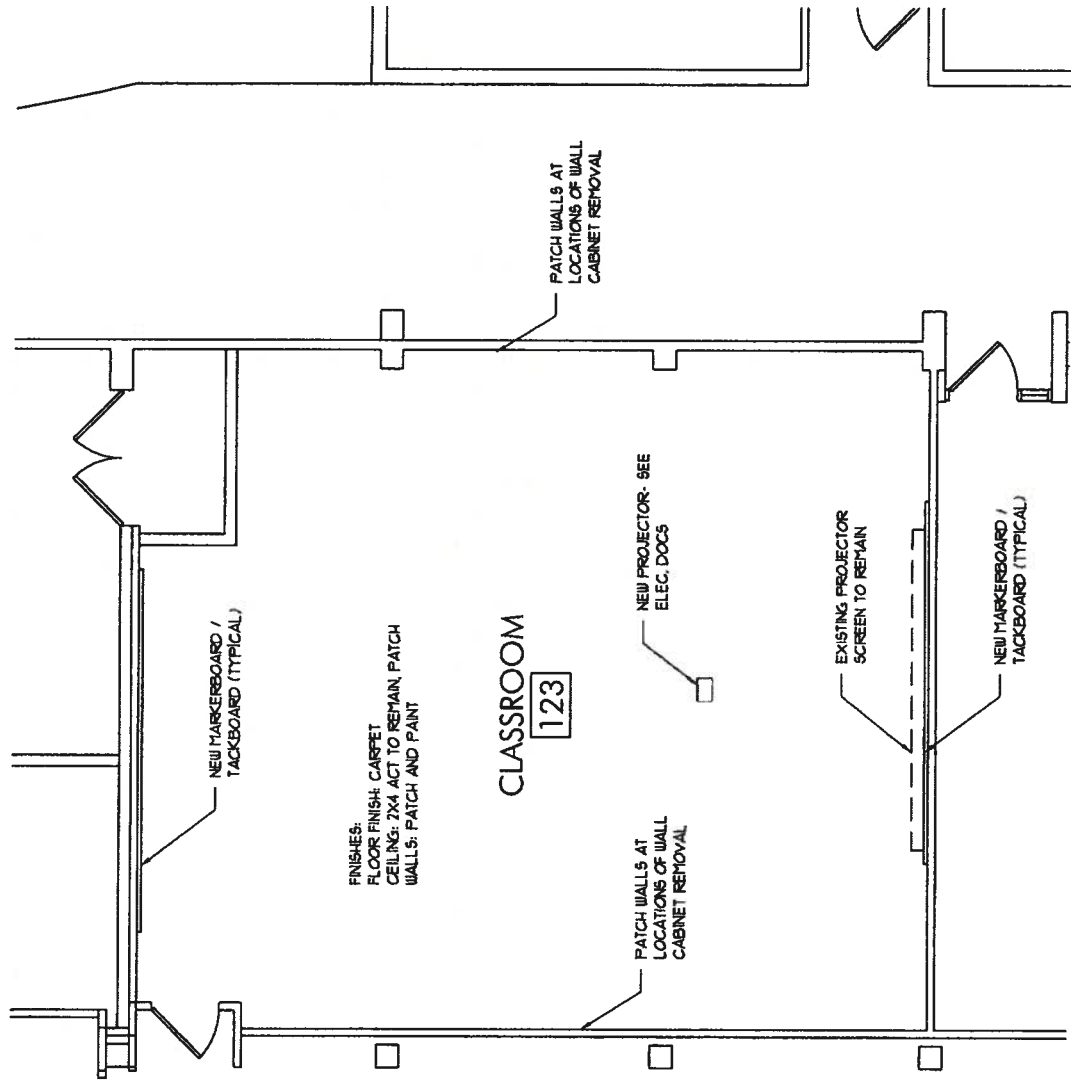 PATCH WALLS AT
LOCATIONS OF WALL
CABINET REMOVAL
NEW MARKERBOARD /
TACKBOARD (TYPICAL)
FINISHES:
FLOOR FINISH: CARPET
CEILING: 2X4 ACT TO REMAIN, PATCH
WALLS: PATCH AND PAINT
CLASSROOM
123
NEW PROJECTOR- SEE
ELEC. DOCS
PATCH WALLS AT
LOCATIONS OF WALL
CABINET REMOVAL
EXISTING PROJECTOR
SCREEN TO REMAIN
NEW MARKERBOARD /
TACKBOARD (TYPICAL)